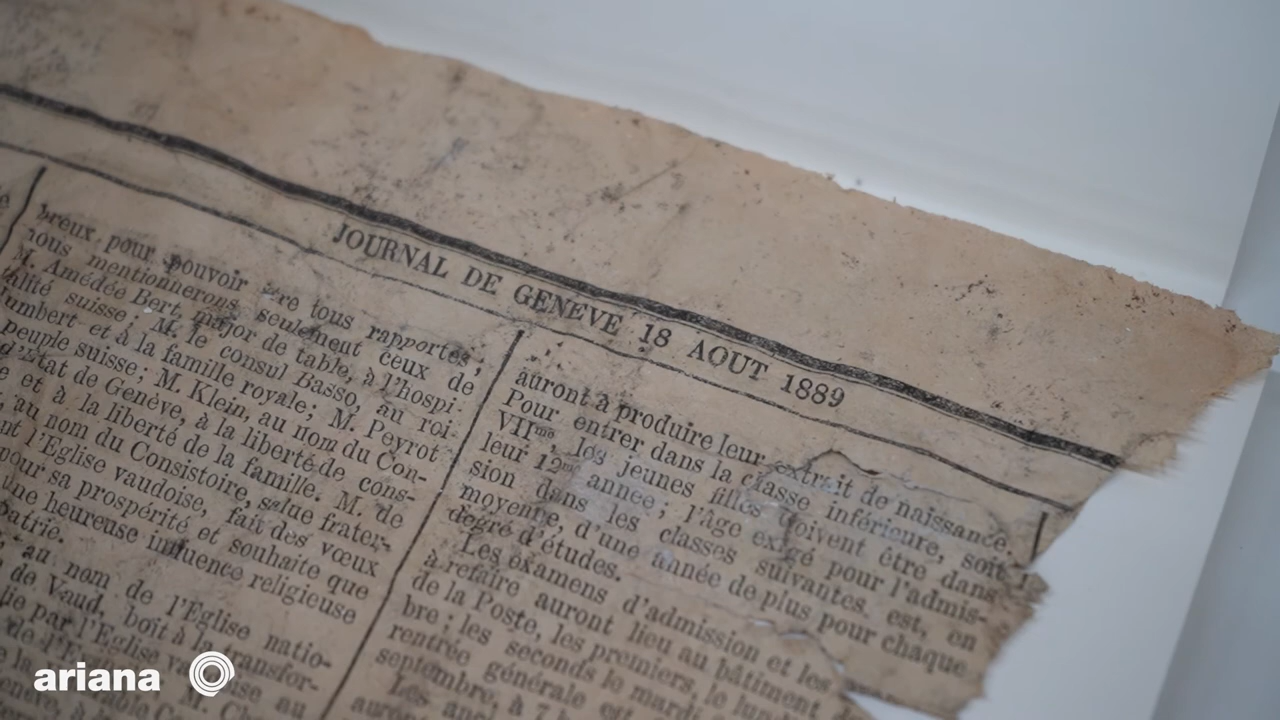 JOURNAL DE GENÈVE 18 AOUT 1889
breux pour pouvoir être tous rapportés;
nous mentionnerons seulement ceux de
M. Amédée Bert, major de table, à l'hospi-
talité suisse; M. le consul Basso, au roi
umbert et à la famille royale; M. Peyrot
peuple suisse; M. Klein, au nom du Con-
d'Etat de Genève, à la liberté de cons-
e et à la liberté de la famille. M. de
au nom du Consistoire, salue frater-
nt l'Eglise vaudoise, fait des vœux
pour sa prospérité et souhaite que
une heureuse influence religieuse
patrie.
au nom de l'Eglise natio-
de Vaud, boit à la transfor-
par l'Eglise
auront à produire leur extrait de naissance.
Pour entrer dans la classe inférieure, soit
VIIme les jeunes filles doivent être dans
leur 12me année; l'âge exigé pour l'admis-
sion dans les classes suivantes est, en
moyenne, d'une année de plus pour chaque
degré d'études.
Les examens d'admission et les
à refaire auront lieu au bâtiment
de la Poste, les premiers, le lundi
bre; les seconds le mardi
rentrée générale est
septembre, à 7 h
ariana